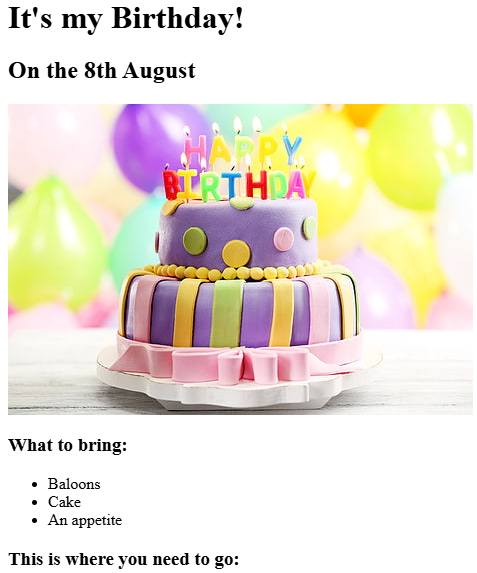 It's my Birthday!
On the 8th August
HAPPY
BIRTHDAY
What to bring:
Baloons
Cake
An appetite
This is where you need to go: